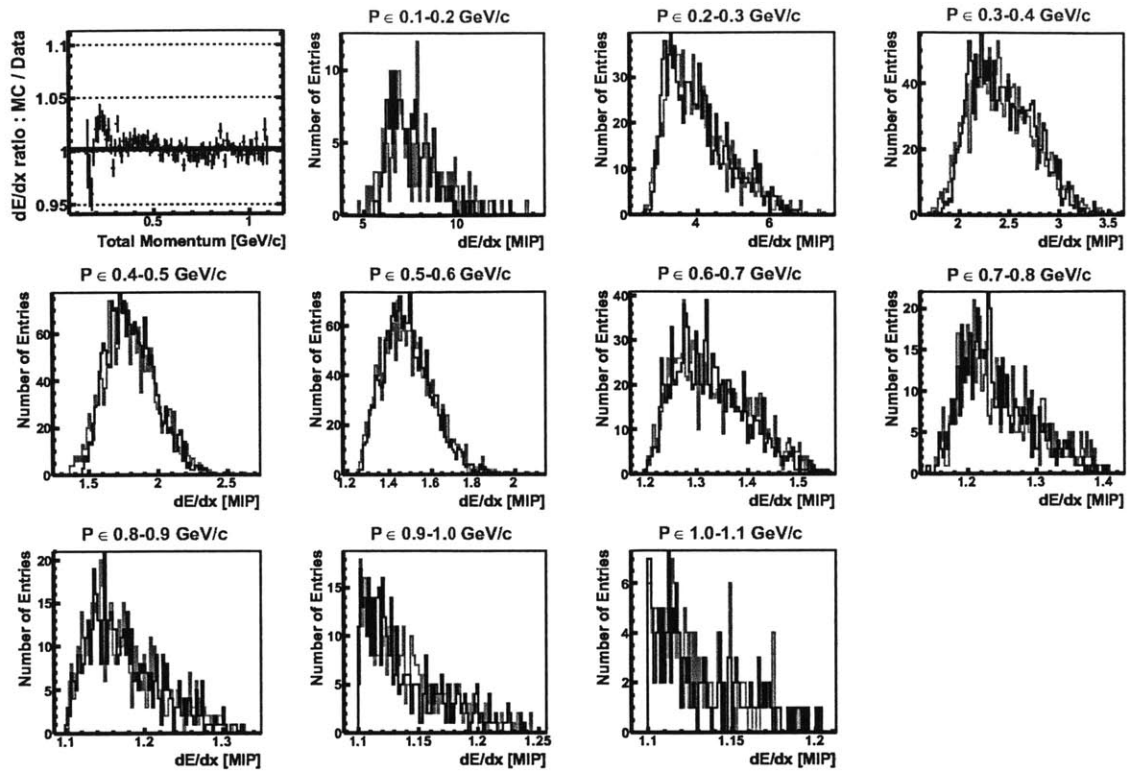 dE/dx ratio : MC / Data
1.1
1.05
1
0.95
0.5 1
Total Momentum [GeV/c]
P ∈ 0.1-0.2 GeV/c
Number of Entries
10
5
0
5 10
dE/dx [MIP]
P ∈ 0.2-0.3 GeV/c
Number of Entries
30
20
10
0
4 6
dE/dx [MIP]
P ∈ 0.3-0.4 GeV/c
Number of Entries
40
20
0
2 2.5 3 3.5
dE/dx [MIP]
P ∈ 0.4-0.5 GeV/c
Number of Entries
60
40
20
0
1.5 2 2.5
dE/dx [MIP]
P ∈ 0.5-0.6 GeV/c
Number of Entries
60
40
20
0
1.2 1.4 1.6 1.8 2
dE/dx [MIP]
P ∈ 0.6-0.7 GeV/c
Number of Entries
40
30
20
10
0
1.2 1.3 1.4 1.5
dE/dx [MIP]
P ∈ 0.7-0.8 GeV/c
Number of Entries
20
15
10
5
0
1.2 1.3 1.4
dE/dx [MIP]
P ∈ 0.8-0.9 GeV/c
Number of Entries
20
15
10
5
0
1.1 1.2 1.3
dE/dx [MIP]
P ∈ 0.9-1.0 GeV/c
Number of Entries
15
10
5
0
1.1 1.15 1.2 1.25
dE/dx [MIP]
P ∈ 1.0-1.1 GeV/c
Number of Entries
6
4
2
0
1.1 1.15 1.2
dE/dx [MIP]